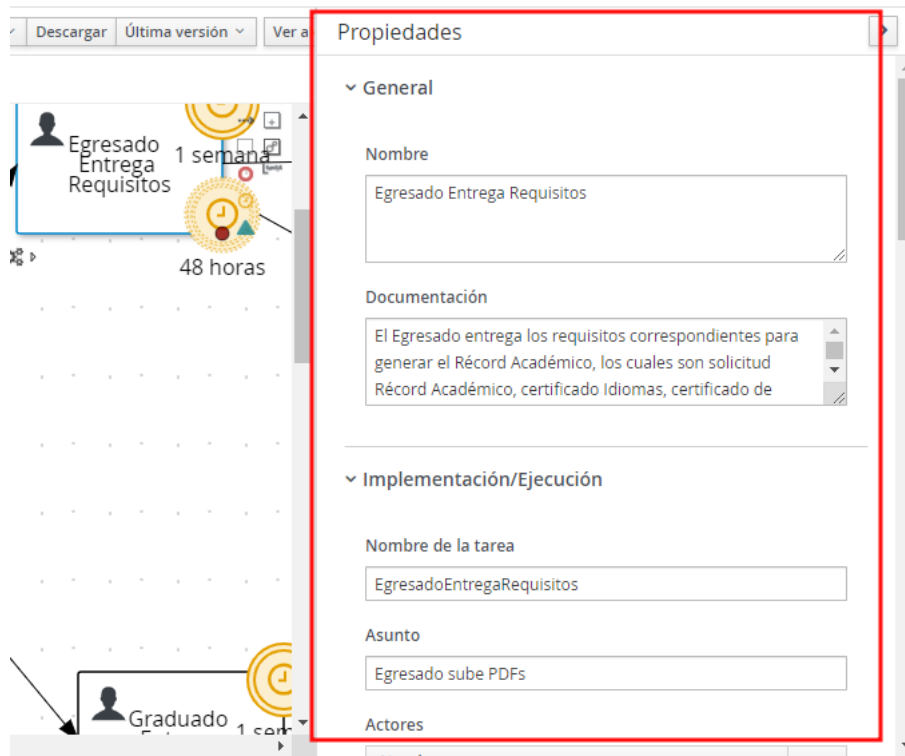 Descargar
Última versión
Ver a
Propiedades
General
Nombre
Egresado Entrega Requisitos
Documentación
El Egresado entrega los requisitos correspondientes para
generar el Récord Académico, los cuales son solicitud
Récord Académico, certificado Idiomas, certificado de
Implementación/Ejecución
Nombre de la tarea
EgresadoEntregaRequisitos
Asunto
Egresado sube PDFs
Actores
Egresado
Entrega
Requisitos
1 semana
48 horas
Graduado
1 sem